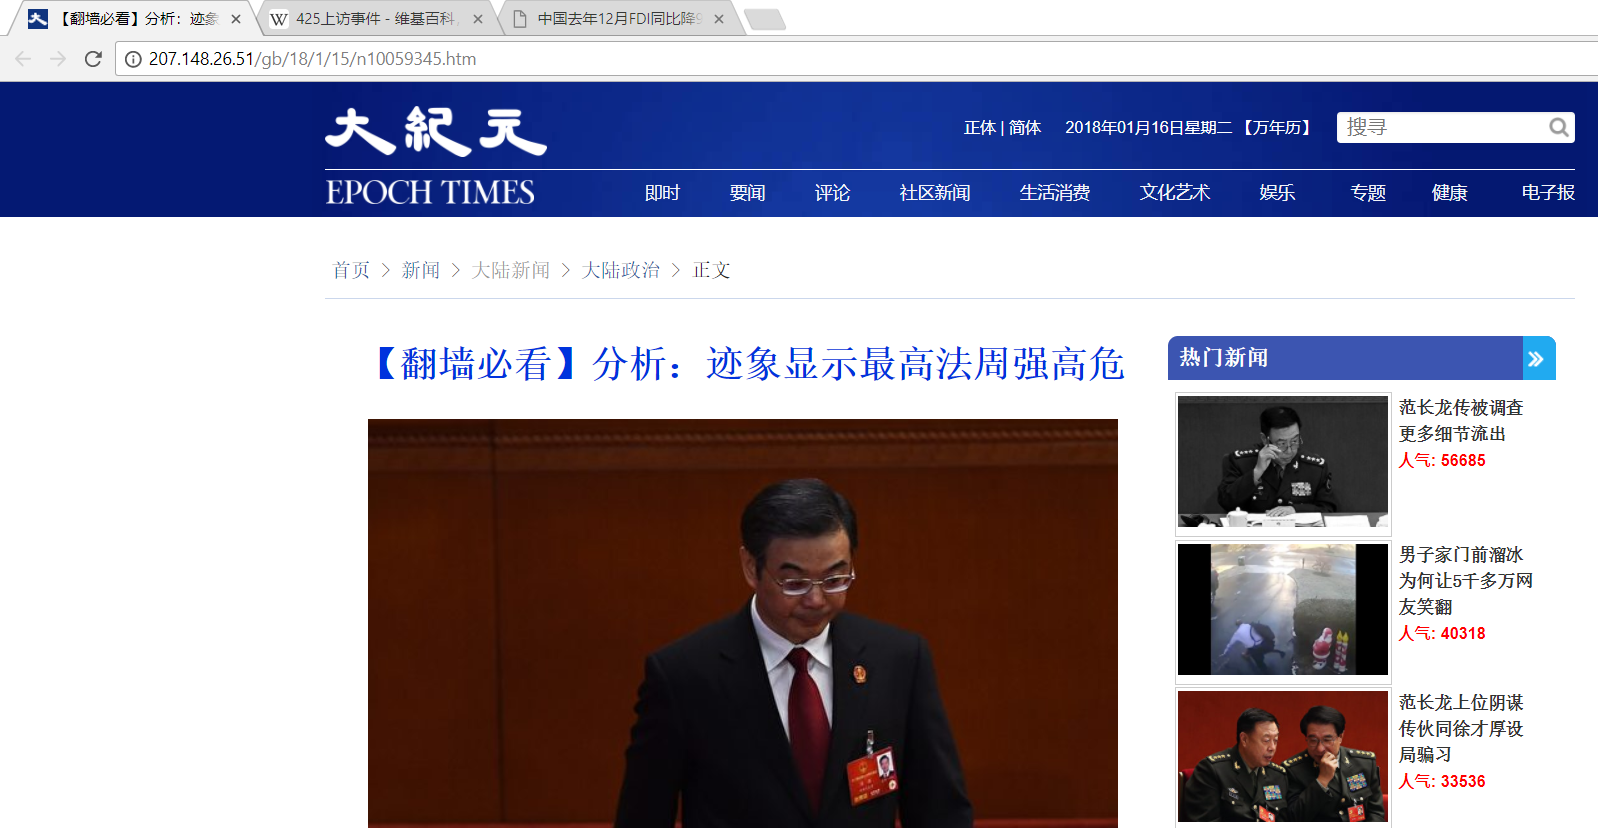 【翻墙必看】分析：迹象
425上访事件 - 维基百科，
中国去年12月FDI同比降9
207.148.26.51/gb/18/1/15/n10059345.htm
大紀元
EPOCH TIMES
正体 | 简体
2018年01月16日星期二 【万年历】
搜寻
即时 要闻 评论 社区新闻 生活消费 文化艺术 娱乐 专题 健康 电子报
首页 > 新闻 > 大陆新闻 > 大陆政治 > 正文
【翻墙必看】分析：迹象显示最高法周强高危
热门新闻
范长龙传被调查
更多细节流出
人气: 56685
男子家门前溜冰
为何让5千多万网
友笑翻
人气: 40318
范长龙上位阴谋
传伙同徐才厚设
局骗习
人气: 33536